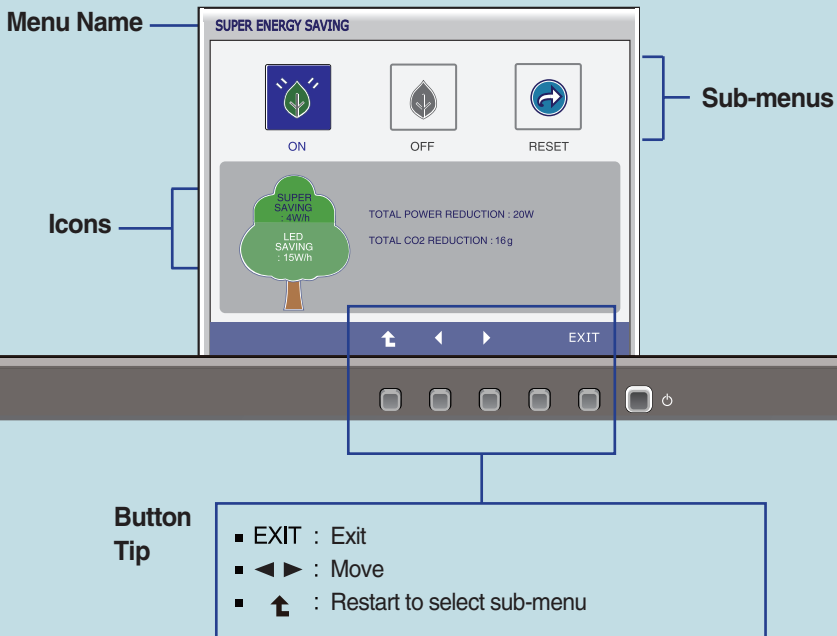 Menu Name
SUPER ENERGY SAVING
ON
OFF
RESET
Sub-menus
Icons
SUPER
SAVING
: 4W/h
LED
SAVING
: 15W/h
TOTAL POWER REDUCTION : 20W
TOTAL CO2 REDUCTION : 16g
EXIT
Button
Tip
EXIT : Exit
◄ ► : Move
: Restart to select sub-menu